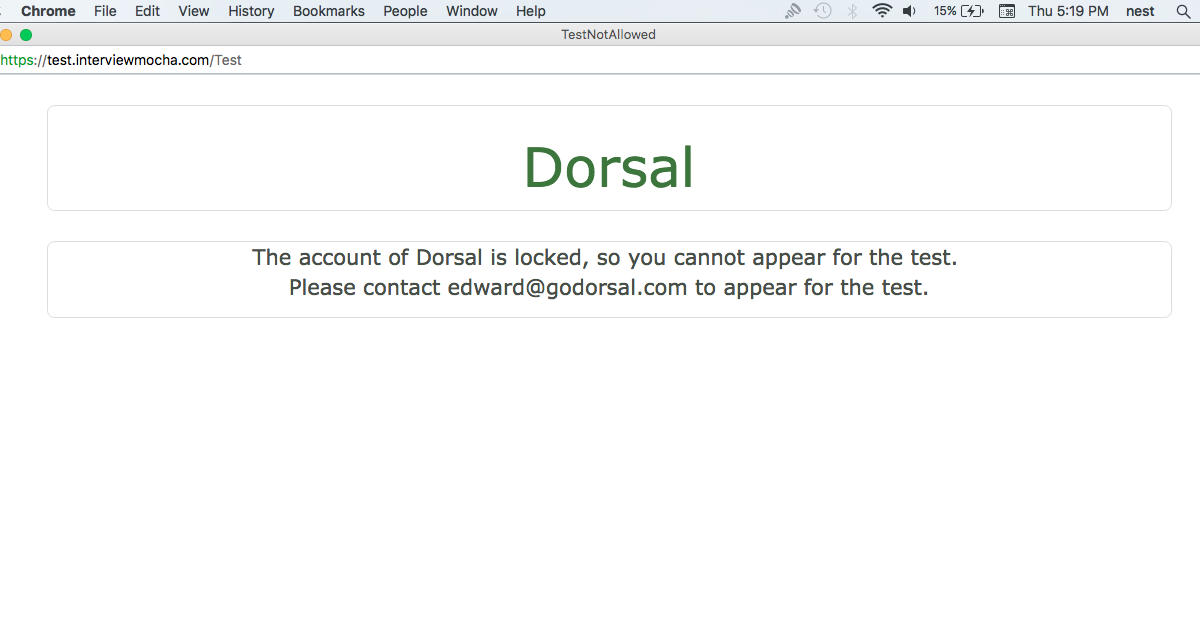 Chrome File Edit View History Bookmarks People Window Help 15% Thu 5:19 PM nest
TestNotAllowed
https://test.interviewmocha.com/Test
Dorsal
The account of Dorsal is locked, so you cannot appear for the test.
Please contact edward@godorsal.com to appear for the test.